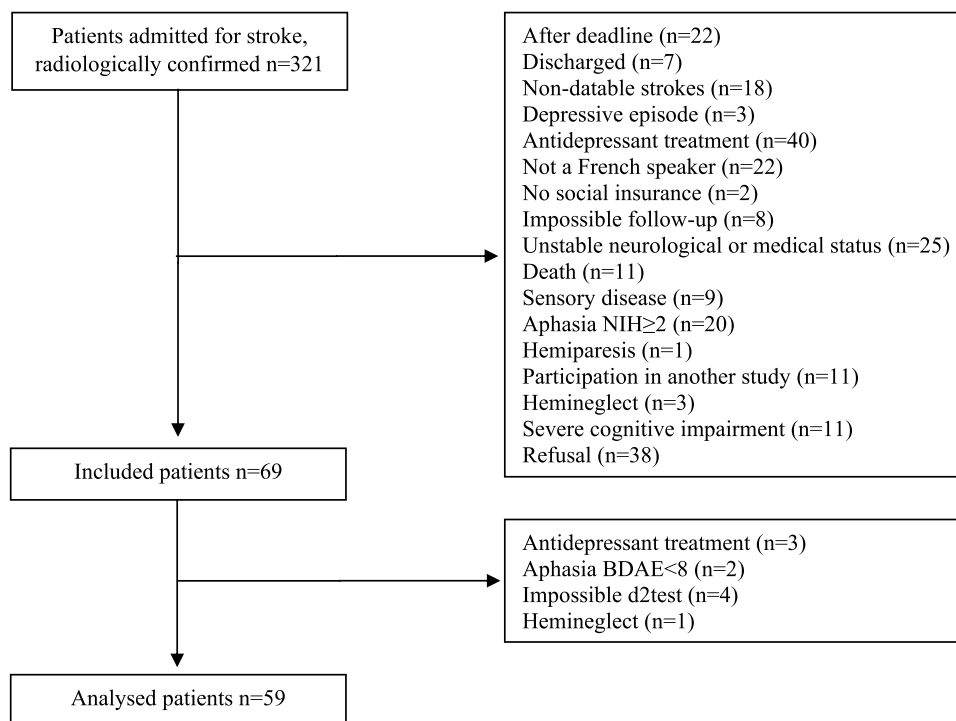 Patients admitted for stroke,
radiologically confirmed n=321
After deadline (n=22)
Discharged (n=7)
Non-datable strokes (n=18)
Depressive episode (n=3)
Antidepressant treatment (n=40)
Not a French speaker (n=22)
No social insurance (n=2)
Impossible follow-up (n=8)
Unstable neurological or medical status (n=25)
Death (n=11)
Sensory disease (n=9)
Aphasia NIH≥2 (n=20)
Hemiparesis (n=1)
Participation in another study (n=11)
Hemineglect (n=3)
Severe cognitive impairment (n=11)
Refusal (n=38)
Included patients n=69
Antidepressant treatment (n=3)
Aphasia BDAE<8 (n=2)
Impossible d2test (n=4)
Hemineglect (n=1)
Analysed patients n=59